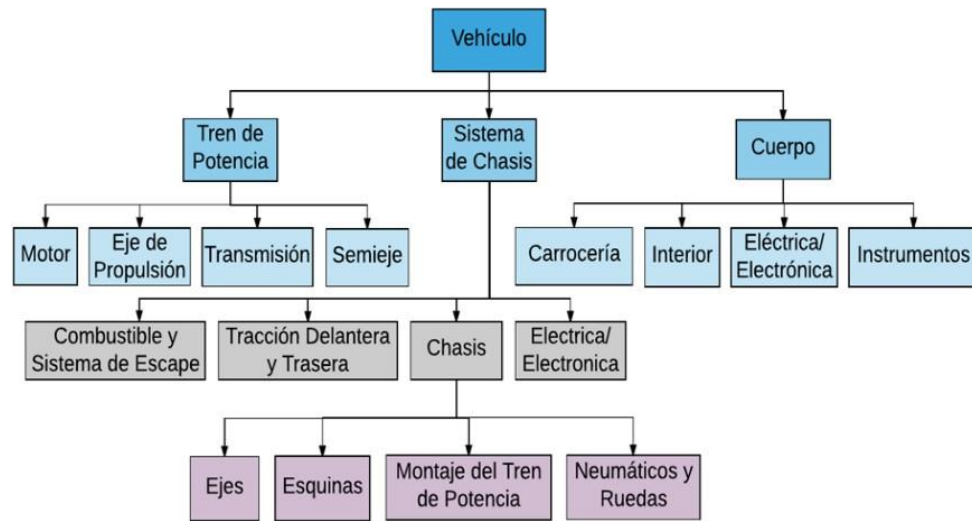 Vehículo
Tren de
Potencia
Sistema
de Chasis
Cuerpo
Motor
Eje de
Propulsión
Transmisión
Semieje
Carrocería
Interior
Eléctrica/
Electrónica
Instrumentos
Combustible y
Sistema de Escape
Tracción Delantera
y Trasera
Chasis
Electrica/
Electronica
Ejes
Esquinas
Montaje del Tren
de Potencia
Neumáticos y
Ruedas